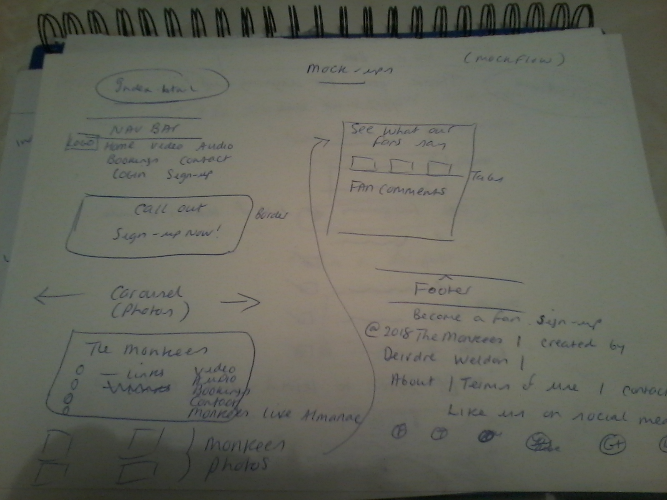 Mock-ups
(mockflow)
Index.html
NAV BAR
Logo Home Video Audio
Bookings Contact
Login Sign-up
Call out
Sign-up Now!
Border
Carousel
(Photos)
The Monkees
Links Video
Audio
Bookings
Contact
Monkees Live Almanac
Monkees
Photos
See what our
fans say
Tabs
FAN COMMENTS
Footer
Become a fan sign-up
@2018 The Monkees | created by
Deirdre Weldon |
About | Terms of Use | contact
Like us on social me
G+